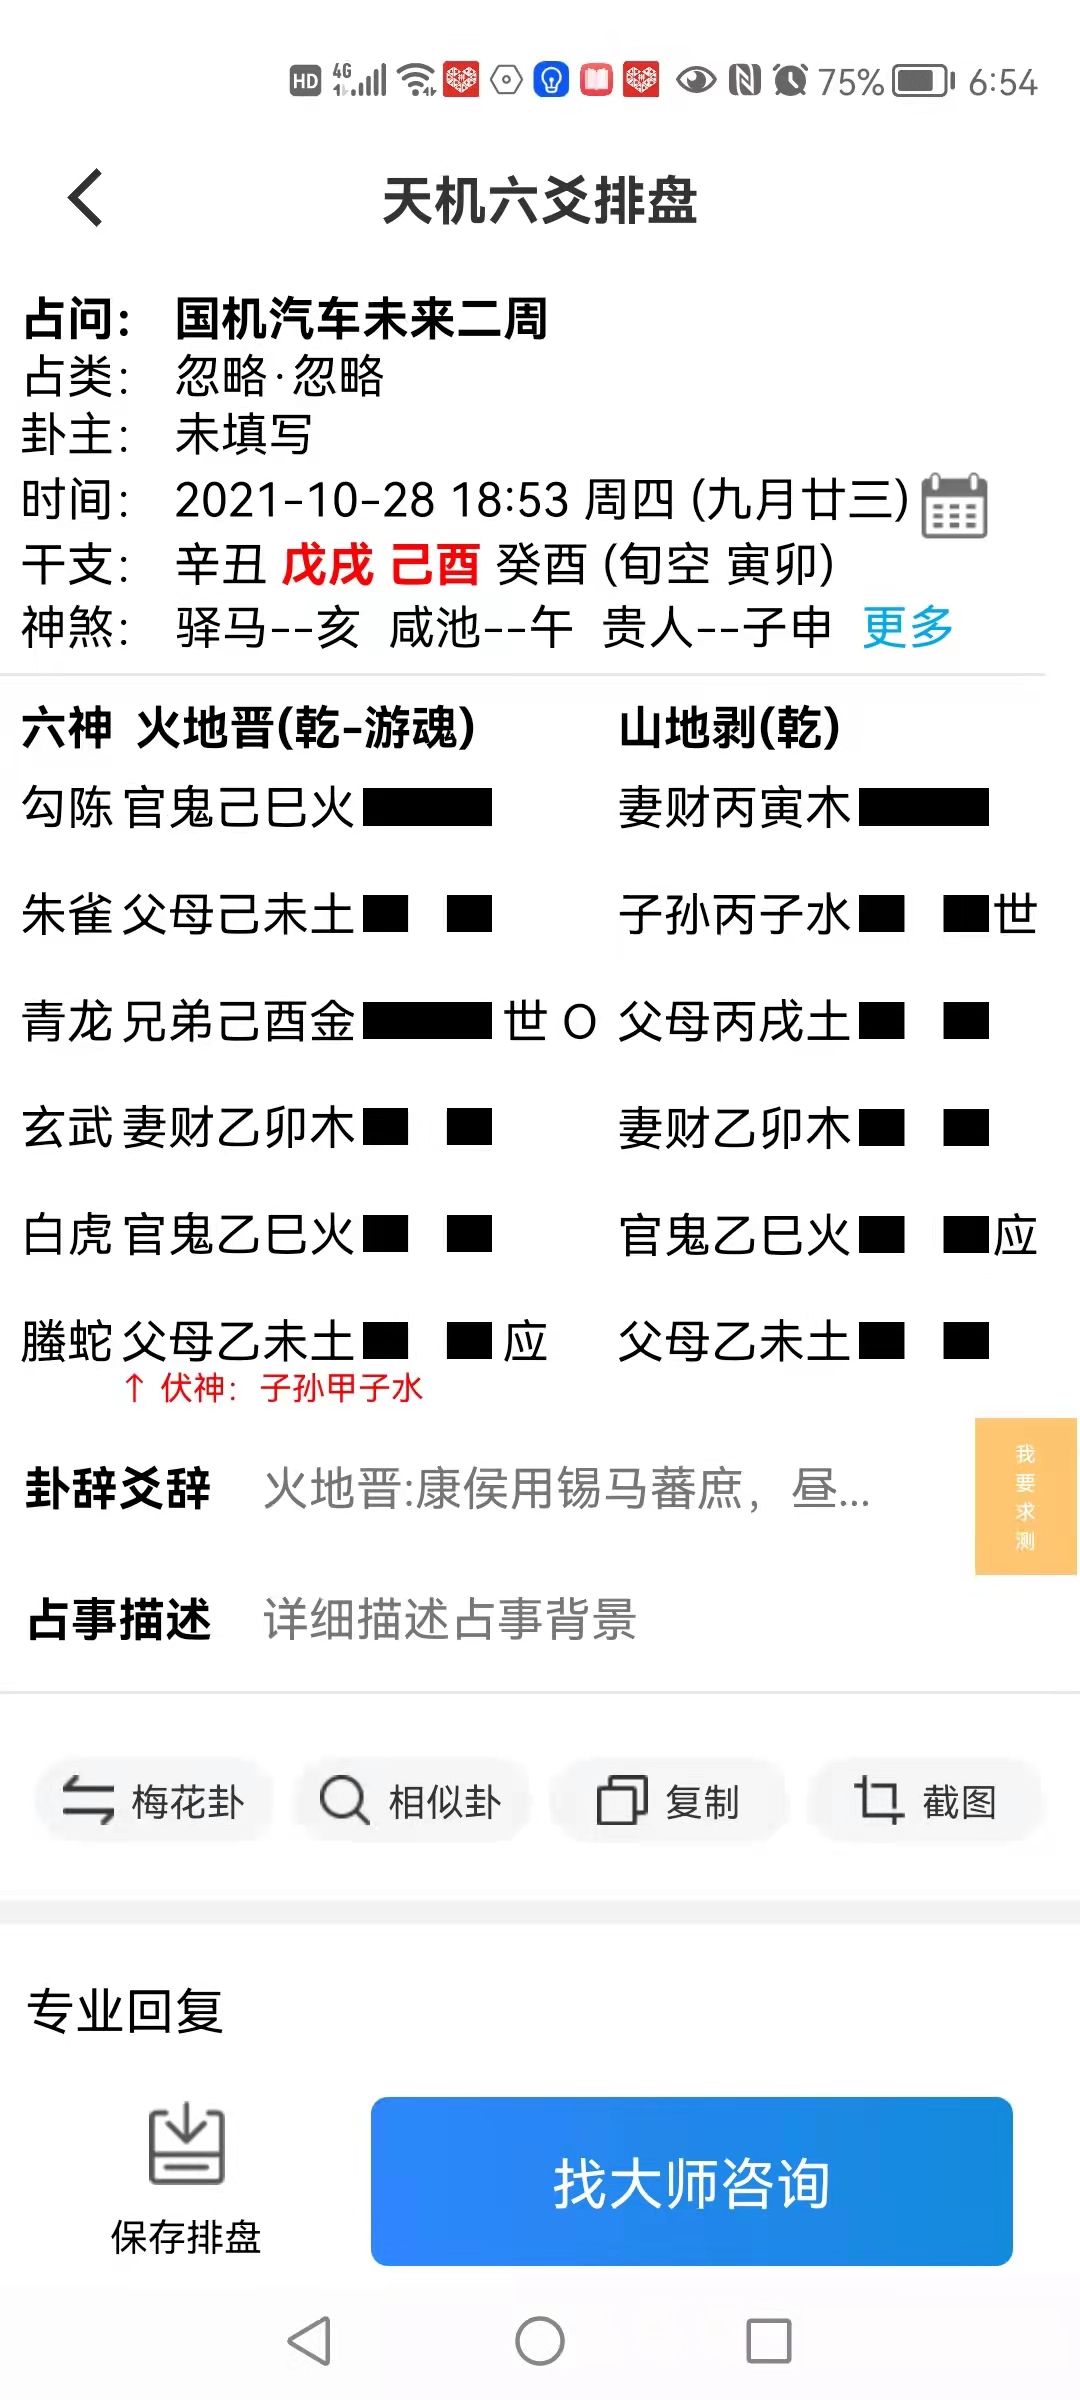 HD 4G 1 75% 6:54
天机六爻排盘
占问: 国机汽车未来二周
占类: 忽略·忽略
卦主: 未填写
时间: 2021-10-28 18:53 周四 (九月廿三)
干支: 辛丑 戊戌 己酉 癸酉 (旬空 寅卯)
神煞: 驿马--亥 咸池--午 贵人--子申 更多
六神 火地晋(乾-游魂) 山地剥(乾)
勾陈 官鬼己巳火 妻财丙寅木
朱雀 父母己未土 子孙丙子水 世
青龙 兄弟己酉金 世 O 父母丙戌土
玄武 妻财乙卯木 妻财乙卯木
白虎 官鬼乙巳火 官鬼乙巳火 应
螣蛇 父母乙未土 应 父母乙未土
↑ 伏神: 子孙甲子水
我要求测
卦辞爻辞 火地晋:康侯用锡马蕃庶，昼...
占事描述 详细描述占事背景
梅花卦 相似卦 复制 截图
专业回复
保存排盘 找大师咨询